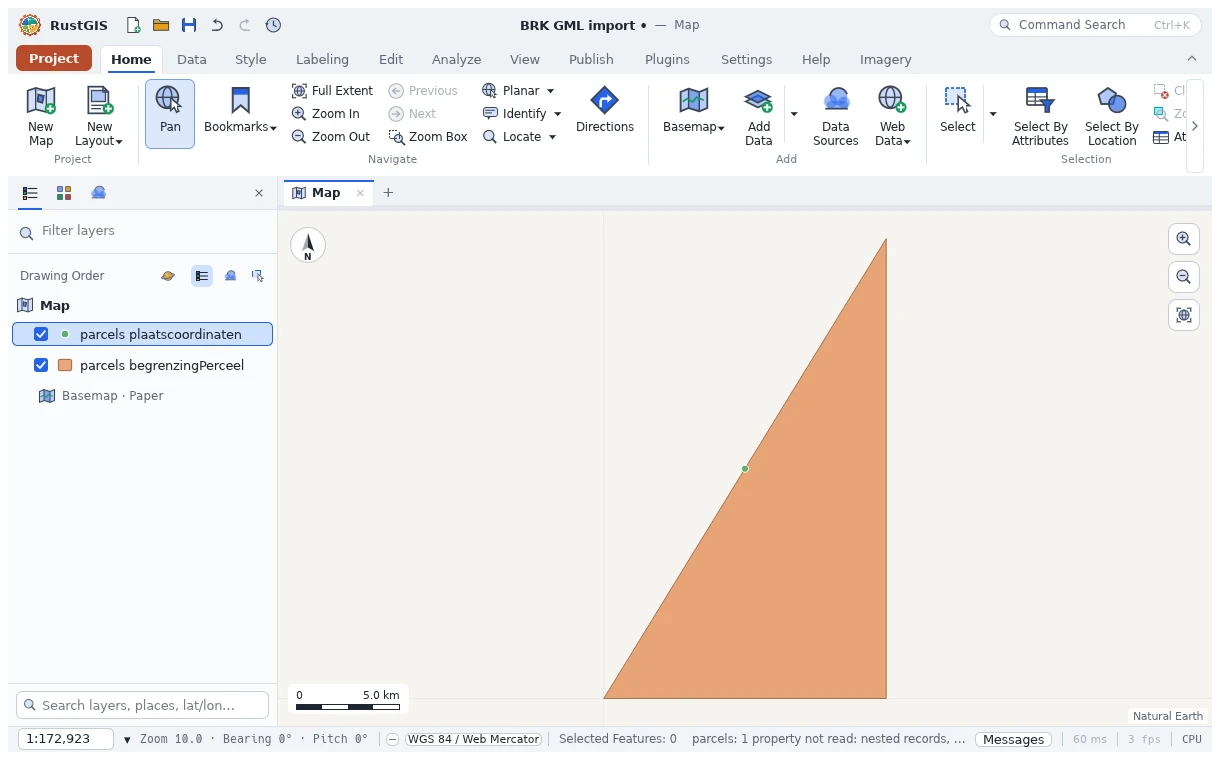 RustGIS
BRK GML import • — Map
Command Search Ctrl+K
Project Home Data Style Labeling Edit Analyze View Publish Plugins Settings Help Imagery
New Map
New Layout
Project
Pan
Bookmarks
Full Extent
Zoom In
Zoom Out
Previous
Next
Zoom Box
Planar
Identify
Locate
Navigate
Directions
Basemap
Add Data
Data Sources
Web Data
Add
Select
Select By Attributes
Select By Location
Selection
Map
Filter layers
Drawing Order
Map
parcels plaatscoordinaten
parcels begrenzingPerceel
Basemap · Paper
N
0 5.0 km
Natural Earth
Search layers, places, lat/lon…
1:172,923
Zoom 10.0 · Bearing 0° · Pitch 0°
WGS 84 / Web Mercator
Selected Features: 0
parcels: 1 property not read: nested records, …
Messages
60 ms
3 fps
CPU